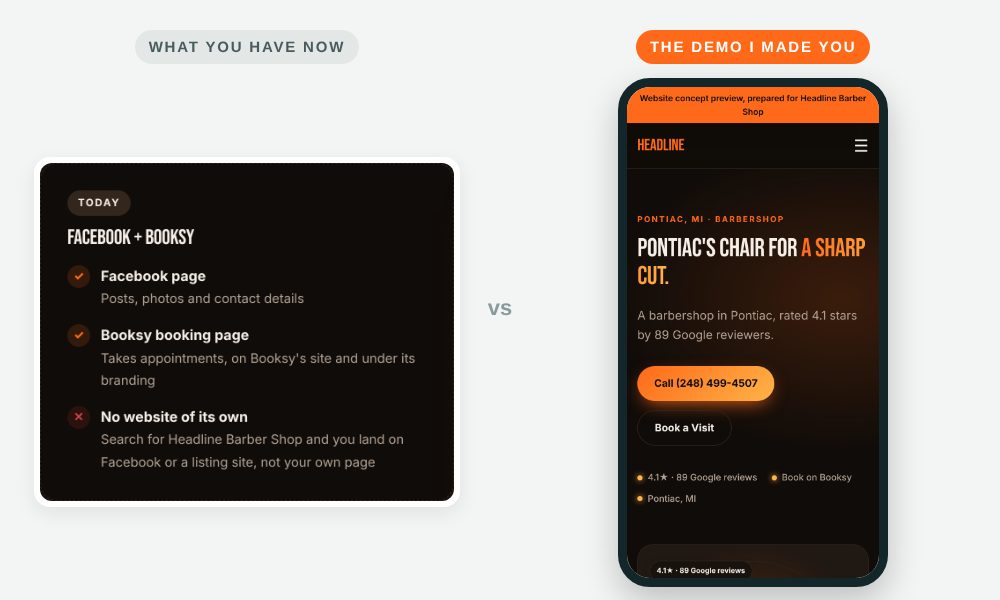 WHAT YOU HAVE NOW
TODAY
FACEBOOK + BOOKSY
Facebook page
Posts, photos and contact details
Booksy booking page
Takes appointments, on Booksy's site and under its
branding
No website of its own
Search for Headline Barber Shop and you land on
Facebook or a listing site, not your own page
vs
THE DEMO I MADE YOU
Website concept preview, prepared for Headline Barber
Shop
HEADLINE
PONTIAC, MI · BARBERSHOP
PONTIAC'S CHAIR FOR A SHARP
CUT.
A barbershop in Pontiac, rated 4.1 stars
by 89 Google reviewers.
Call (248) 499-4507
Book a Visit
4.1★ · 89 Google reviews
Book on Booksy
Pontiac, MI
4.1★ · 89 Google reviews